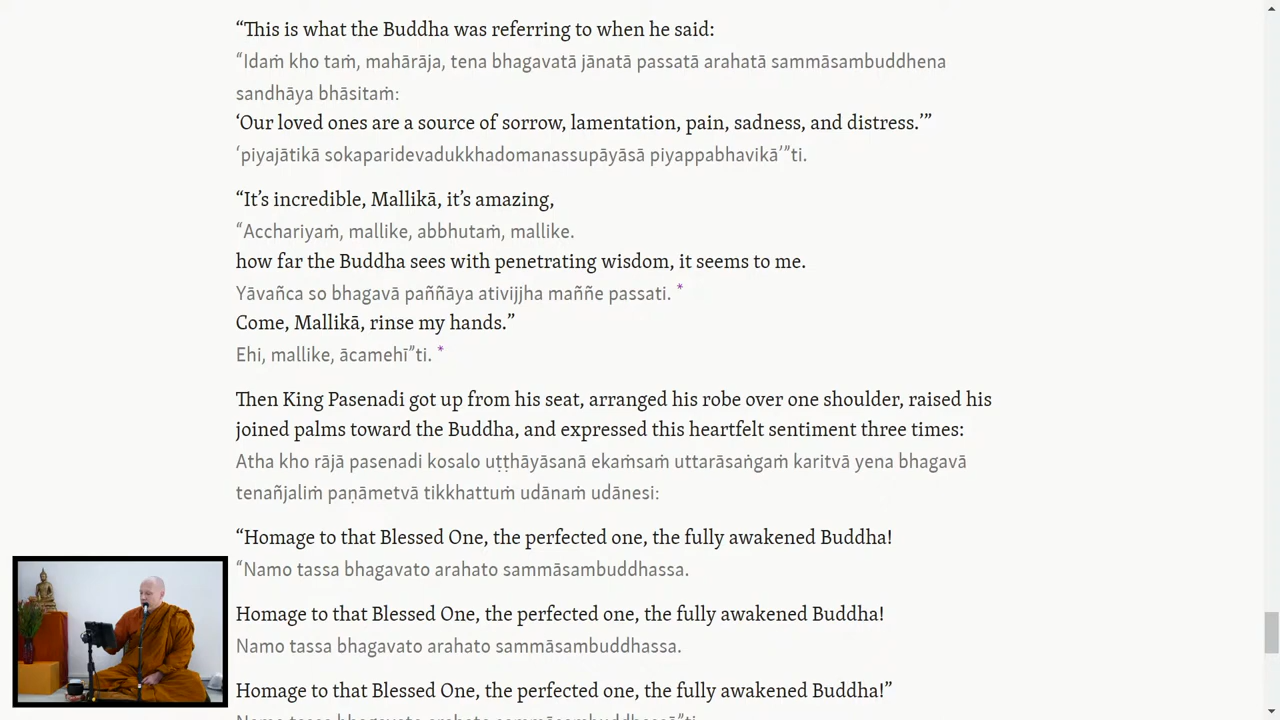 “This is what the Buddha was referring to when he said:
“Idaṁ kho taṁ, mahārāja, tena bhagavatā jānatā passatā arahatā sammāsambuddhena
sandhāya bhāsitaṁ:
‘Our loved ones are a source of sorrow, lamentation, pain, sadness, and distress.’”
‘piyajātikā sokaparidevadukkhadomanassupāyāsā piyappabhavikā’”ti.
“It’s incredible, Mallikā, it’s amazing,
“Acchariyaṁ, mallike, abbhutaṁ, mallike.
how far the Buddha sees with penetrating wisdom, it seems to me.
Yāvañca so bhagavā paññāya ativijjha maññe passati. *
Come, Mallikā, rinse my hands.”
Ehi, mallike, ācamehī”ti. *
Then King Pasenadi got up from his seat, arranged his robe over one shoulder, raised his
joined palms toward the Buddha, and expressed this heartfelt sentiment three times:
Atha kho rājā pasenadi kosalo uṭṭhāyāsanā ekaṁsaṁ uttarāsaṅgaṁ karitvā yena bhagavā
tenañjaliṁ paṇāmetvā tikkhattuṁ udānaṁ udānesi:
“Homage to that Blessed One, the perfected one, the fully awakened Buddha!
“Namo tassa bhagavato arahato sammāsambuddhassa.
Homage to that Blessed One, the perfected one, the fully awakened Buddha!
Namo tassa bhagavato arahato sammāsambuddhassa.
Homage to that Blessed One, the perfected one, the fully awakened Buddha!”
Namo tassa bhagavato arahato sammāsambuddhassā”ti